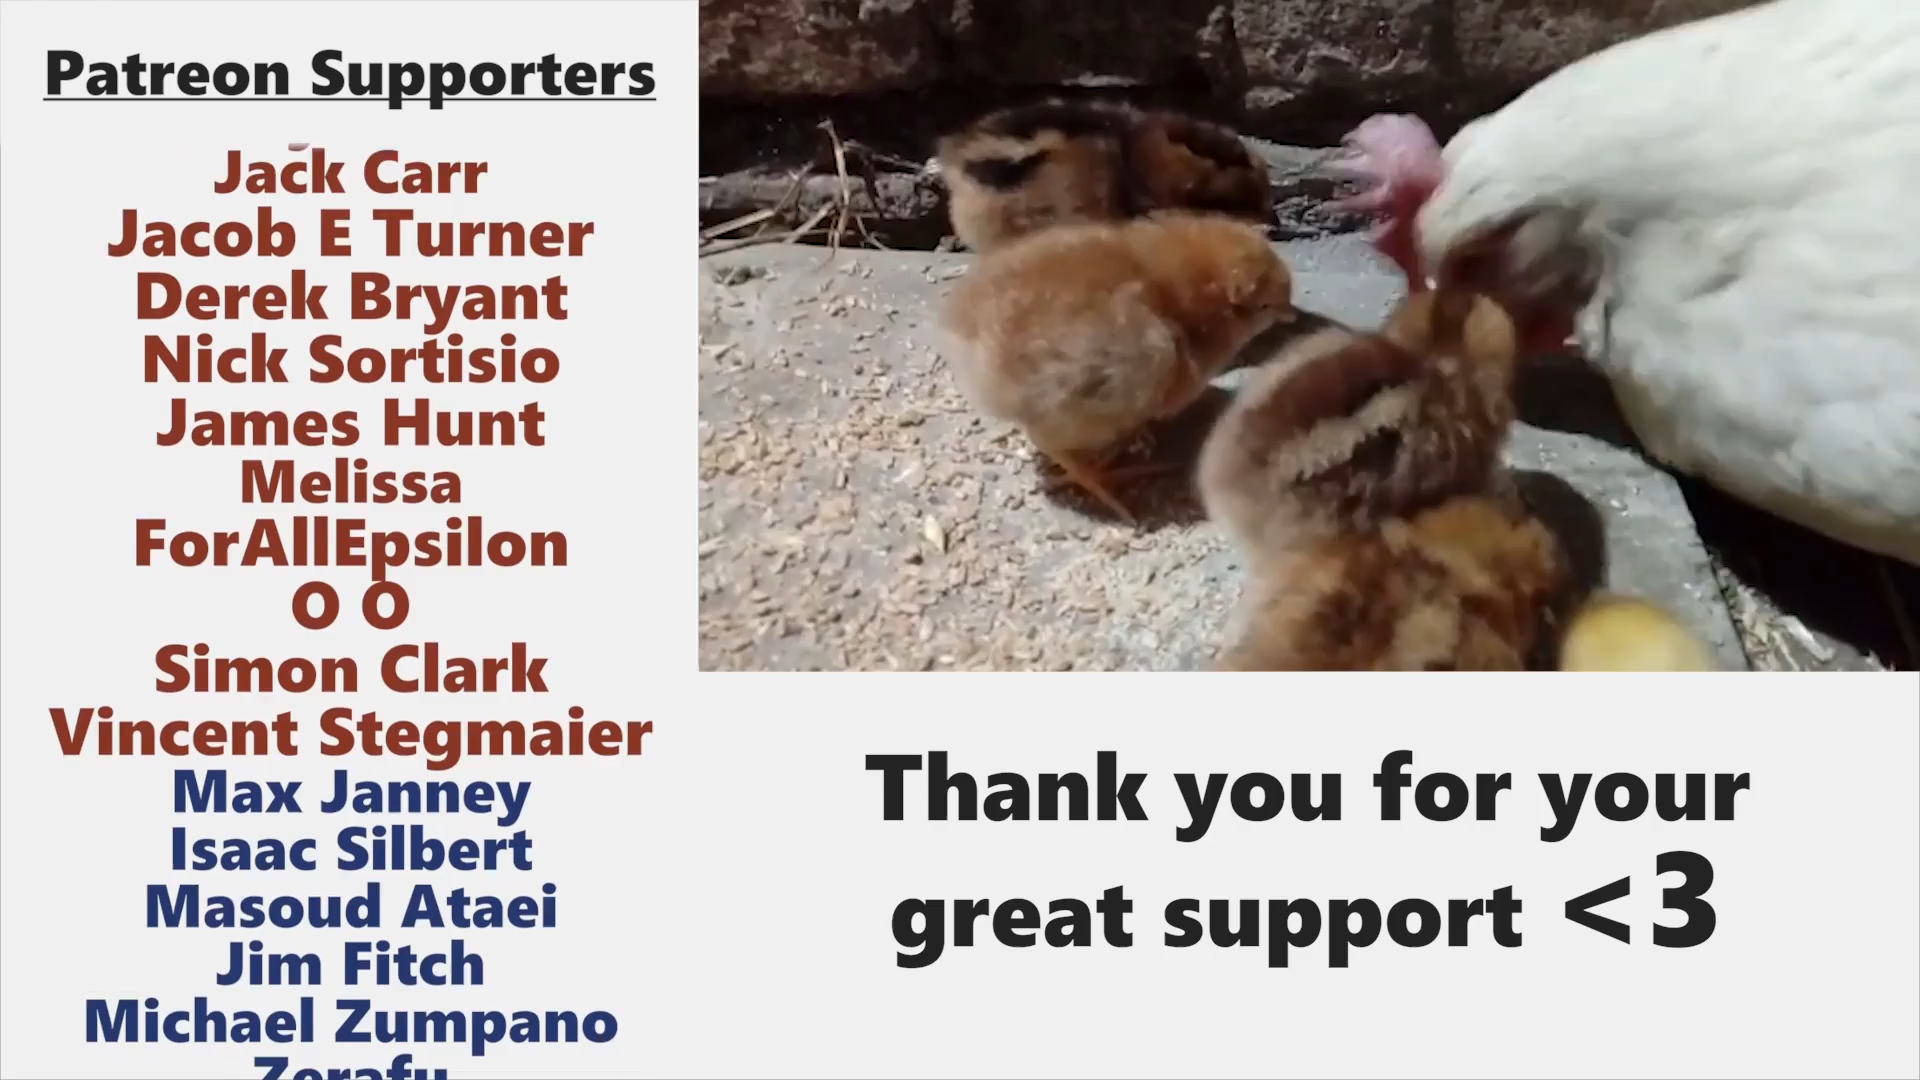 Patreon Supporters
Jack Carr
Jacob E Turner
Derek Bryant
Nick Sortisio
James Hunt
Melissa
ForAllEpsilon
O O
Simon Clark
Vincent Stegmaier
Max Janney
Isaac Silbert
Masoud Ataei
Jim Fitch
Michael Zumpano
Zerafu
Thank you for your
great support <3